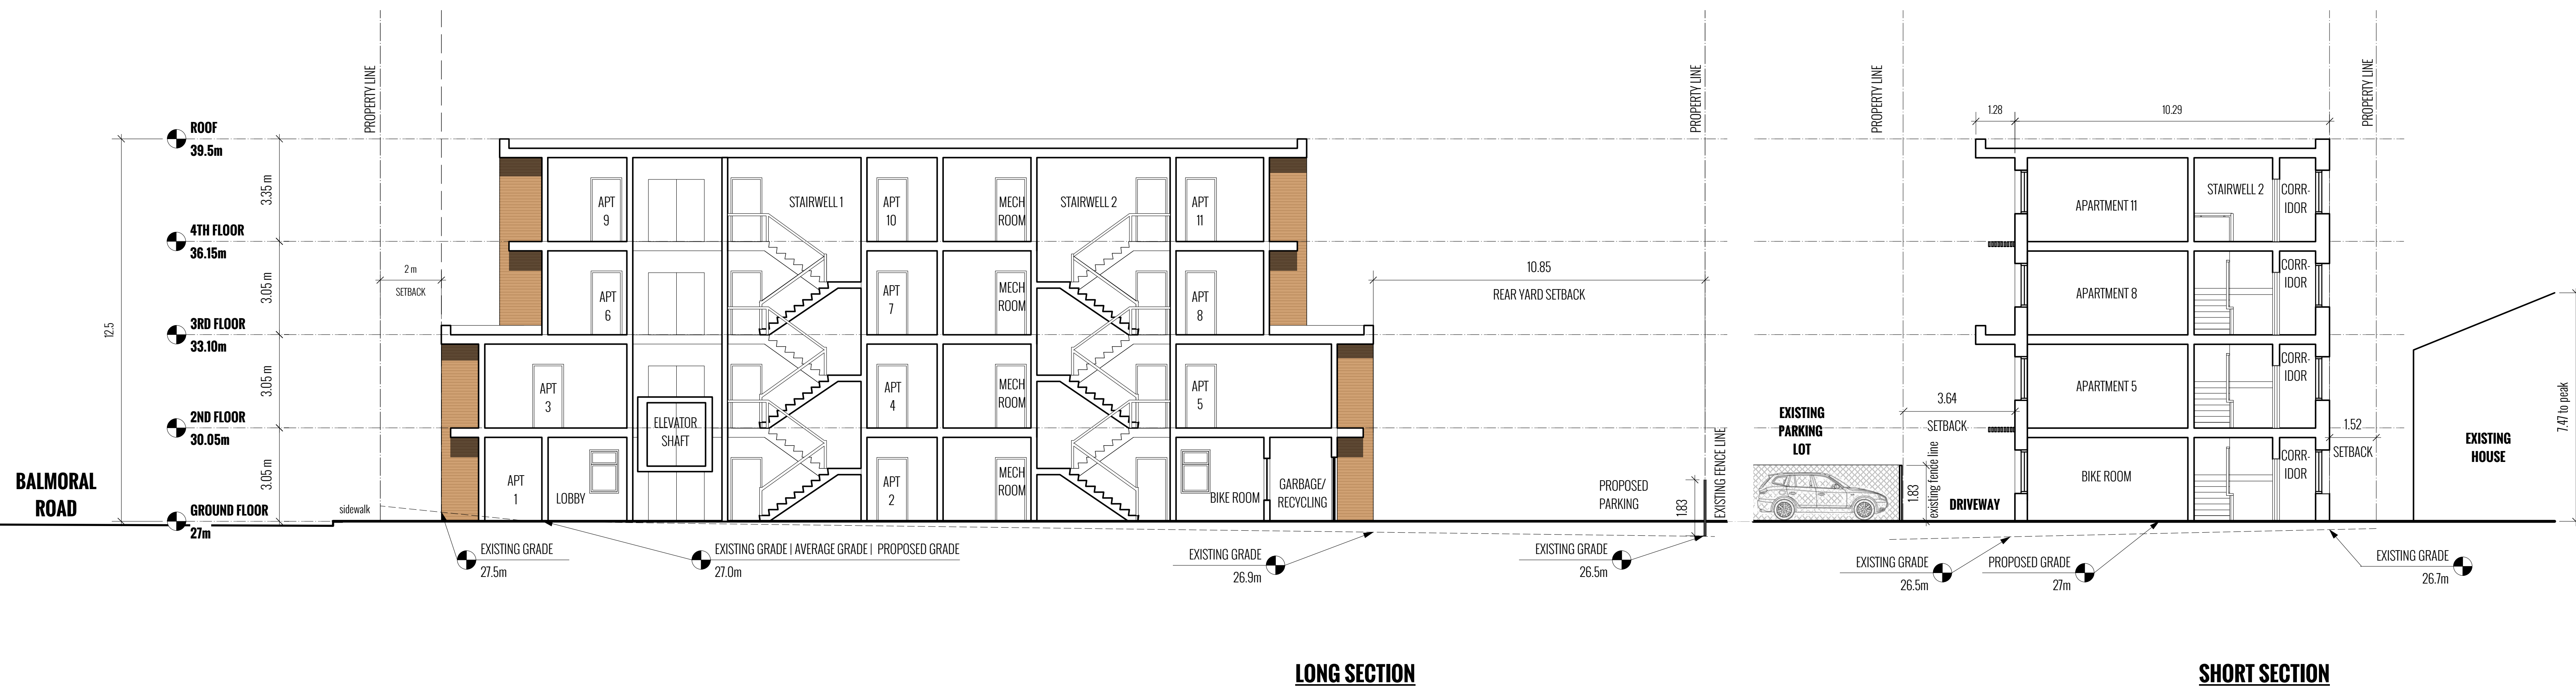 PROPERTY LINE
PROPERTY LINE
PROPERTY LINE
PROPERTY LINE
ROOF
39.5m
3.35 m
4TH FLOOR
36.15m
3.05 m
3RD FLOOR
33.10m
3.05 m
2ND FLOOR
30.05m
3.05 m
GROUND FLOOR
27m
12.5
BALMORAL
ROAD
sidewalk
2 m
SETBACK
APT
9
STAIRWELL 1
APT
10
MECH
ROOM
STAIRWELL 2
APT
11
APT
6
APT
7
MECH
ROOM
APT
8
APT
3
ELEVATOR
SHAFT
APT
4
MECH
ROOM
APT
5
APT
1
LOBBY
APT
2
MECH
ROOM
BIKE ROOM
GARBAGE/
RECYCLING
10.85
REAR YARD SETBACK
PROPOSED
PARKING
1.83
EXISTING FENCE LINE
EXISTING GRADE
27.5m
EXISTING GRADE | AVERAGE GRADE | PROPOSED GRADE
27.0m
EXISTING GRADE
26.9m
EXISTING GRADE
26.5m
LONG SECTION
1.28
10.29
APARTMENT 11
STAIRWELL 2
CORR-
IDOR
APARTMENT 8
CORR-
IDOR
APARTMENT 5
CORR-
IDOR
BIKE ROOM
CORR-
IDOR
3.64
SETBACK
EXISTING
PARKING
LOT
1.83
existing fence line
DRIVEWAY
1.52
SETBACK
EXISTING
HOUSE
7.47 to peak
EXISTING GRADE
26.5m
PROPOSED GRADE
27m
EXISTING GRADE
26.7m
SHORT SECTION